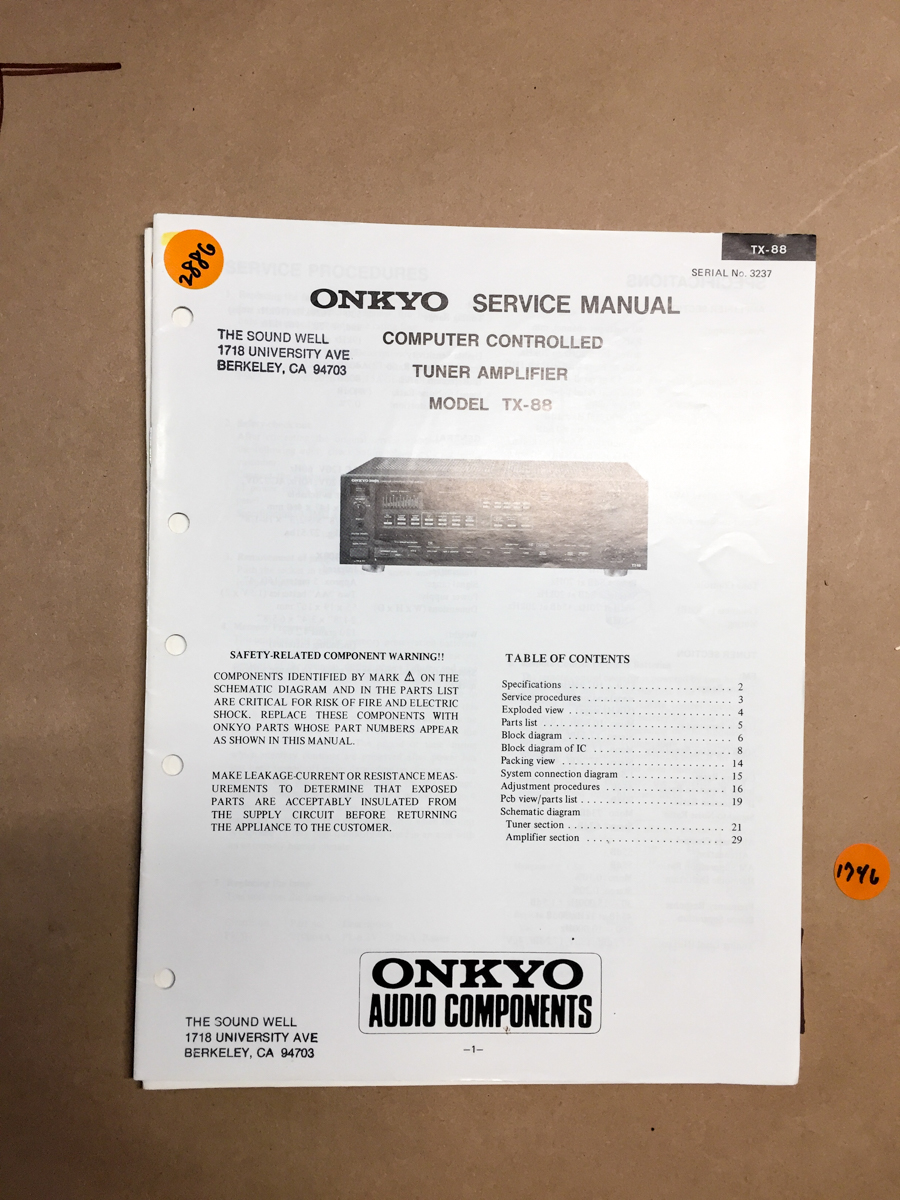 2886
TX-88
SERIAL No. 3237
ONKYO SERVICE MANUAL
THE SOUND WELL
1718 UNIVERSITY AVE
BERKELEY, CA 94703
COMPUTER CONTROLLED
TUNER AMPLIFIER
MODEL TX-88
SAFETY-RELATED COMPONENT WARNING!!
COMPONENTS IDENTIFIED BY MARK ⚠ ON THE
SCHEMATIC DIAGRAM AND IN THE PARTS LIST
ARE CRITICAL FOR RISK OF FIRE AND ELECTRIC
SHOCK. REPLACE THESE COMPONENTS WITH
ONKYO PARTS WHOSE PART NUMBERS APPEAR
AS SHOWN IN THIS MANUAL.
MAKE LEAKAGE-CURRENT OR RESISTANCE MEAS-
UREMENTS TO DETERMINE THAT EXPOSED
PARTS ARE ACCEPTABLY INSULATED FROM
THE SUPPLY CIRCUIT BEFORE RETURNING
THE APPLIANCE TO THE CUSTOMER.
TABLE OF CONTENTS
Specifications . . . . . . . . . . . . . . . . . . . . . . . . . . 2
Service procedures . . . . . . . . . . . . . . . . . . . . . . . 3
Exploded view . . . . . . . . . . . . . . . . . . . . . . . . . . 4
Parts list . . . . . . . . . . . . . . . . . . . . . . . . . . . . . . 5
Block diagram . . . . . . . . . . . . . . . . . . . . . . . . . . 6
Block diagram of IC . . . . . . . . . . . . . . . . . . . . . . 8
Packing view . . . . . . . . . . . . . . . . . . . . . . . . . . . 14
System connection diagram . . . . . . . . . . . . . . . . 15
Adjustment procedures . . . . . . . . . . . . . . . . . . . . 16
Pcb view/parts list . . . . . . . . . . . . . . . . . . . . . . . 19
Schematic diagram
Tuner section . . . . . . . . . . . . . . . . . . . . . . . . . 21
Amplifier section . . . . . . . . . . . . . . . . . . . . . . 29
1746
ONKYO
AUDIO COMPONENTS
THE SOUND WELL
1718 UNIVERSITY AVE
BERKELEY, CA 94703
–1–